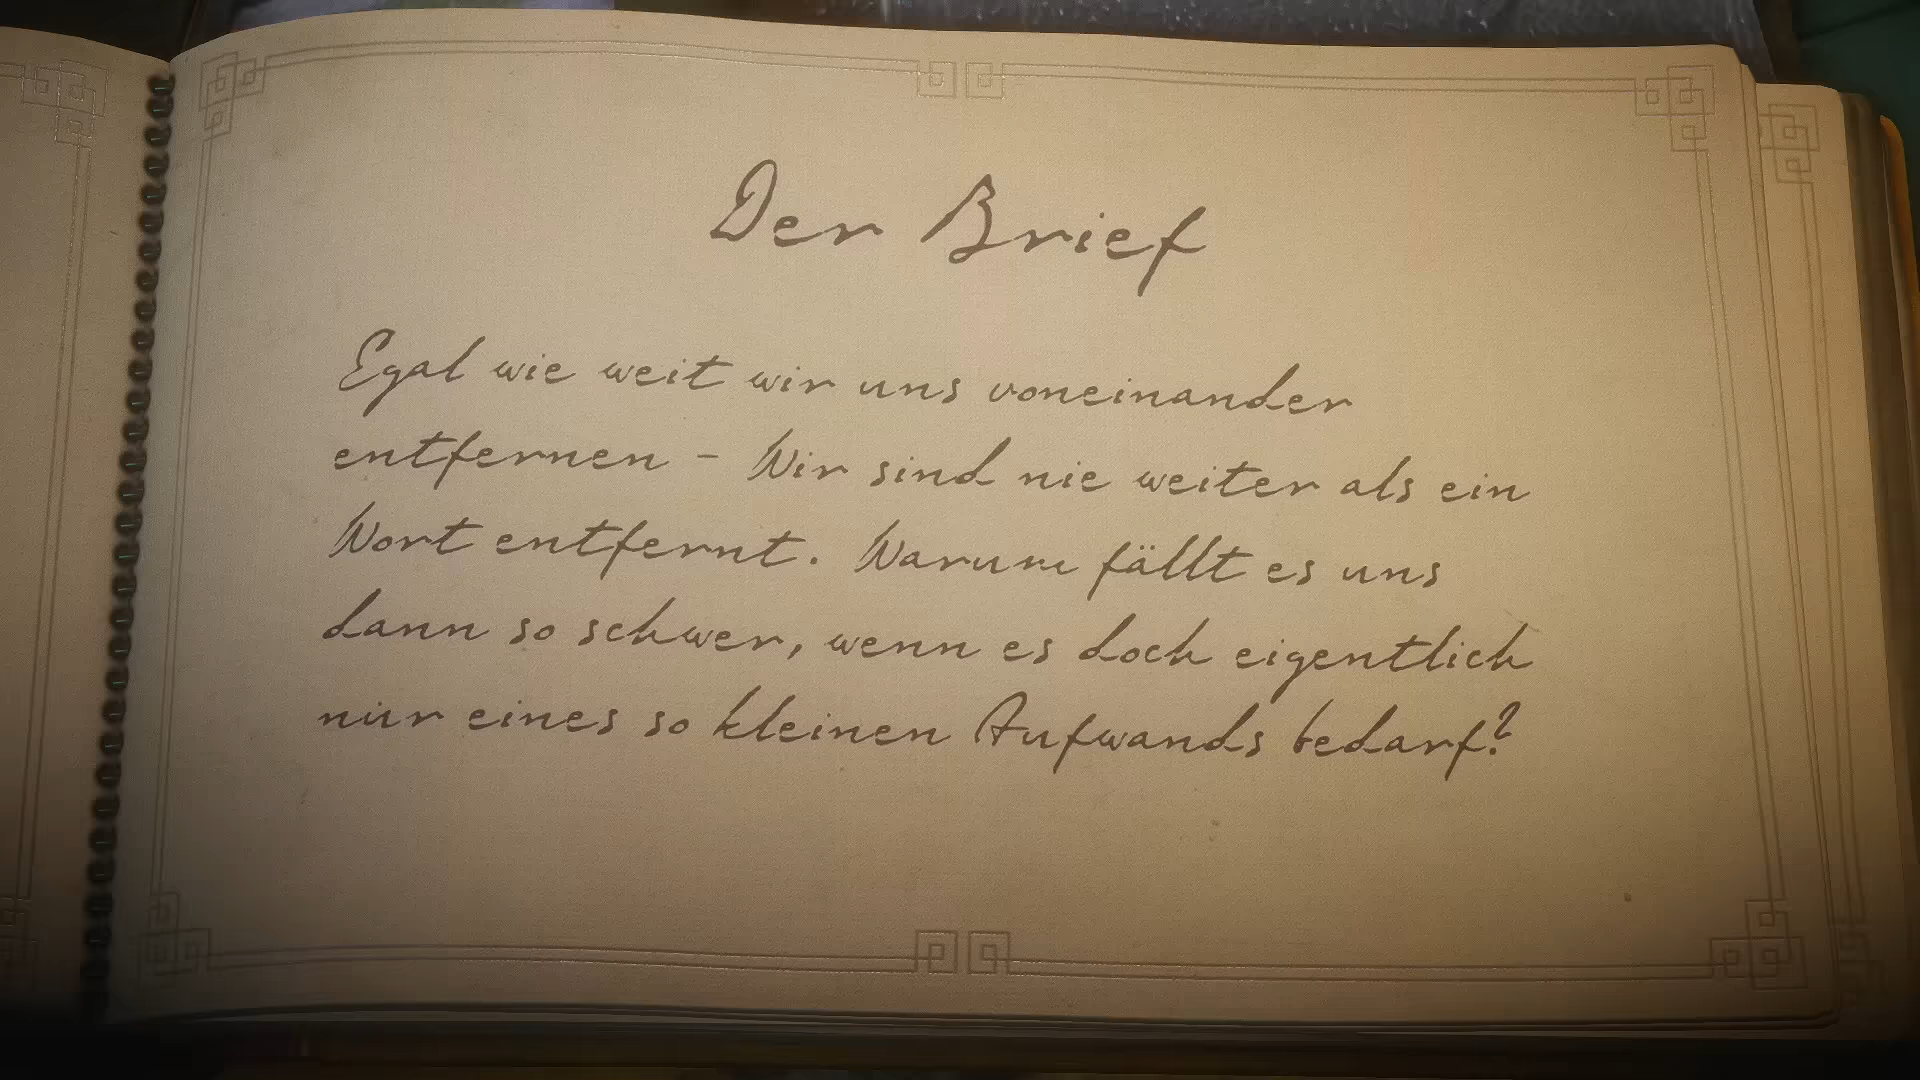 Der Brief
Egal wie weit wir uns voneinander
entfernen - Wir sind nie weiter als ein
Wort entfernt. Warum fällt es uns
dann so schwer, wenn es doch eigentlich
nur eines so kleinen Aufwands bedarf?